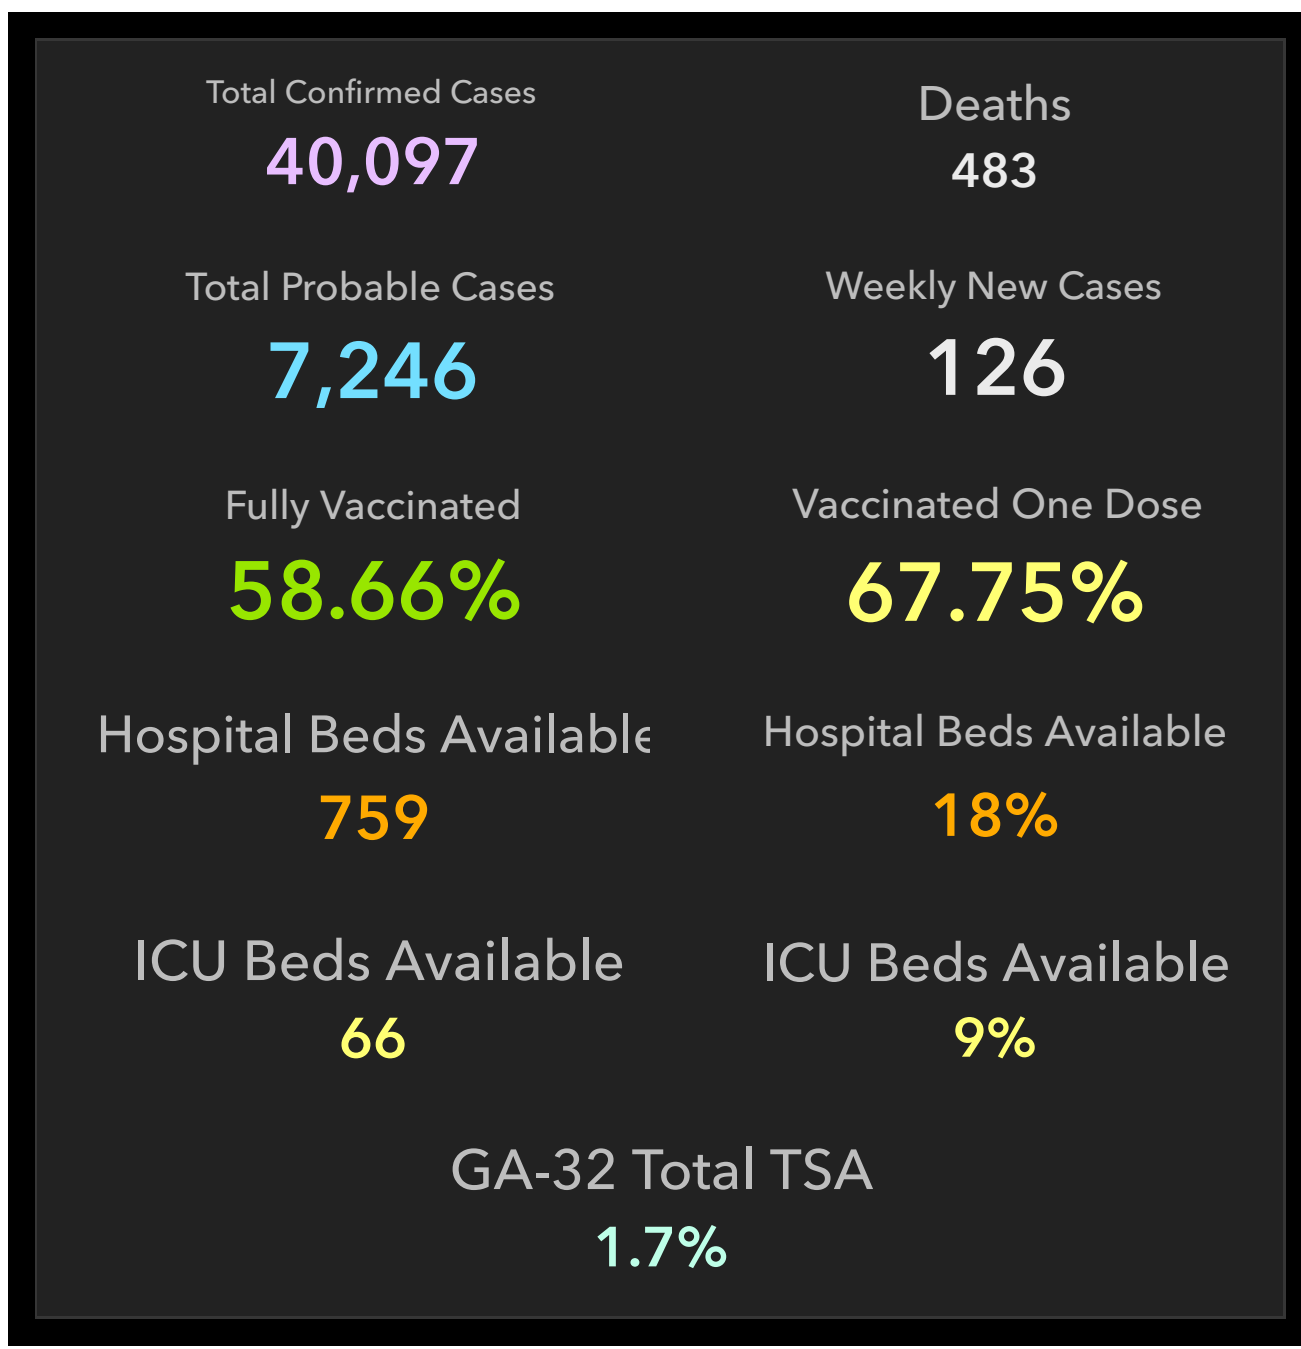 Total Confirmed Cases
40,097
Deaths
483
Total Probable Cases
7,246
Weekly New Cases
126
Fully Vaccinated
58.66%
Vaccinated One Dose
67.75%
Hospital Beds Available
759
Hospital Beds Available
18%
ICU Beds Available
66
ICU Beds Available
9%
GA-32 Total TSA
1.7%